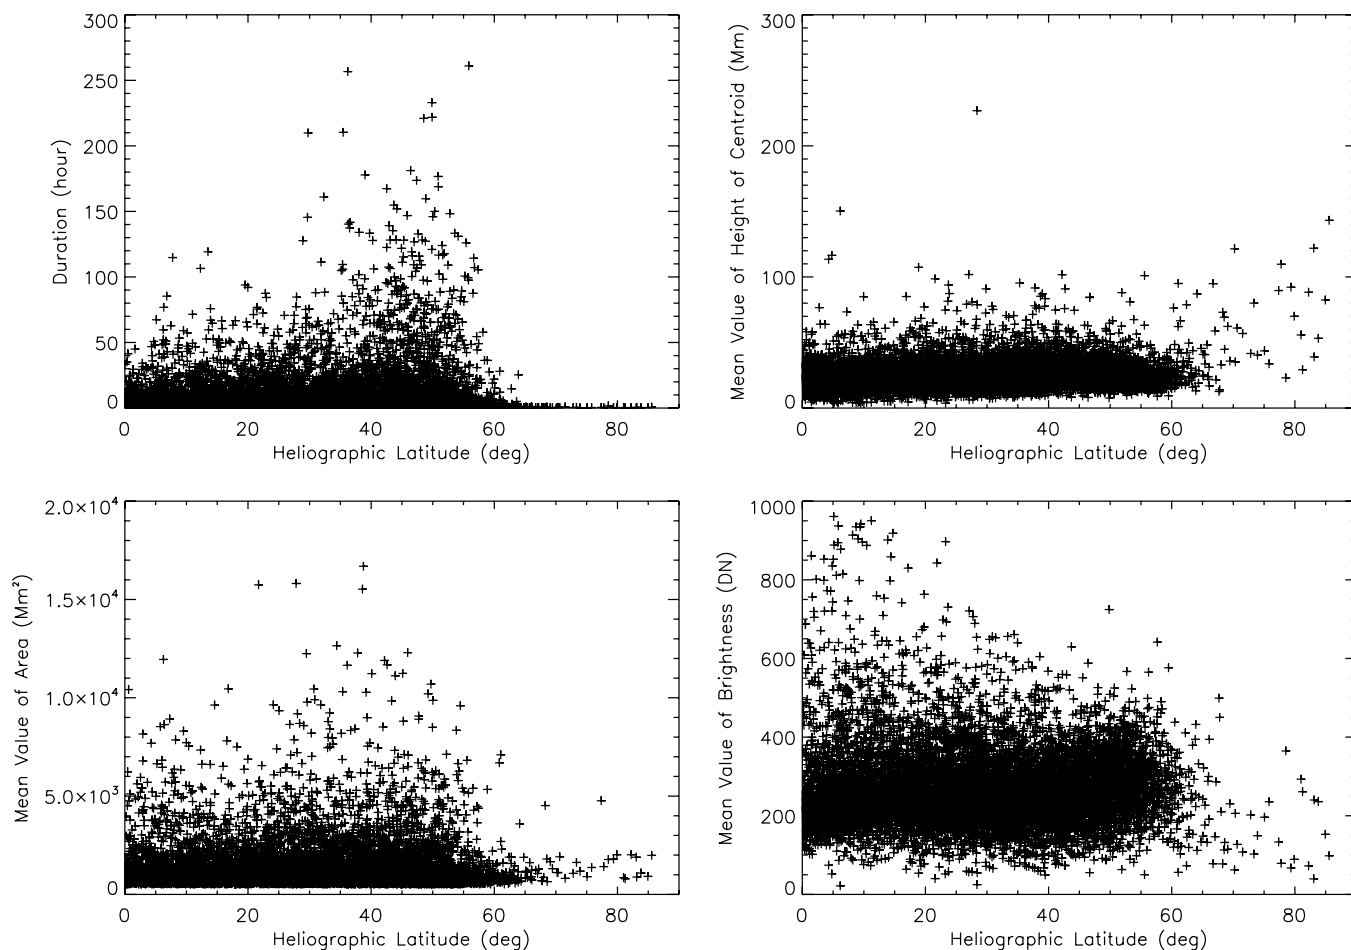 300
250
200
150
100
50
0
Duration (hour)
0 20 40 60 80
Heliographic Latitude (deg)
300
200
100
0
Mean Value of Height of Centroid (Mm)
0 20 40 60 80
Heliographic Latitude (deg)
2.0×10⁴
1.5×10⁴
1.0×10⁴
5.0×10³
0
Mean Value of Area (Mm²)
0 20 40 60 80
Heliographic Latitude (deg)
1000
800
600
400
200
0
Mean Value of Brightness (DN)
0 20 40 60 80
Heliographic Latitude (deg)